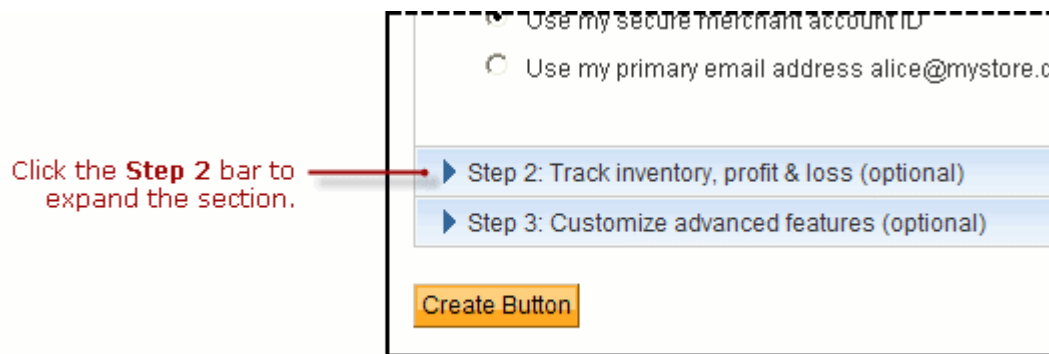 Use my secure merchant account ID
Use my primary email address alice@mystore.c
Click the Step 2 bar to
expand the section.
Step 2: Track inventory, profit & loss (optional)
Step 3: Customize advanced features (optional)
Create Button